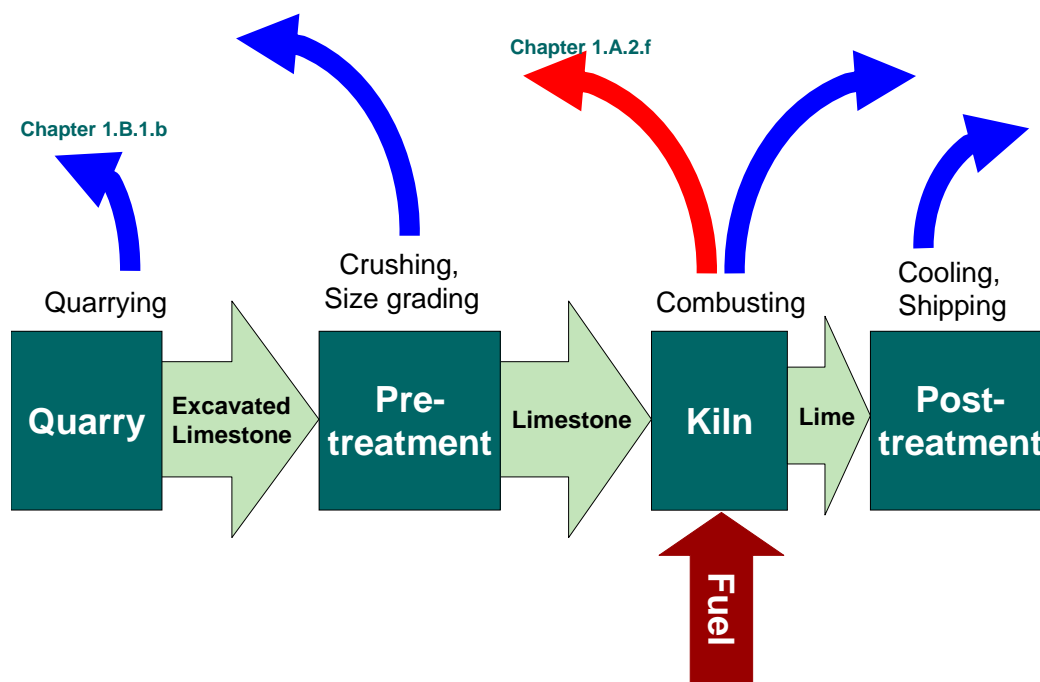 Chapter 1.A.2.f
Chapter 1.B.1.b
Quarrying
Crushing,
Size grading
Combusting
Cooling,
Shipping
Quarry
Excavated
Limestone
Pre-
treatment
Limestone
Kiln
Lime
Post-
treatment
Fuel